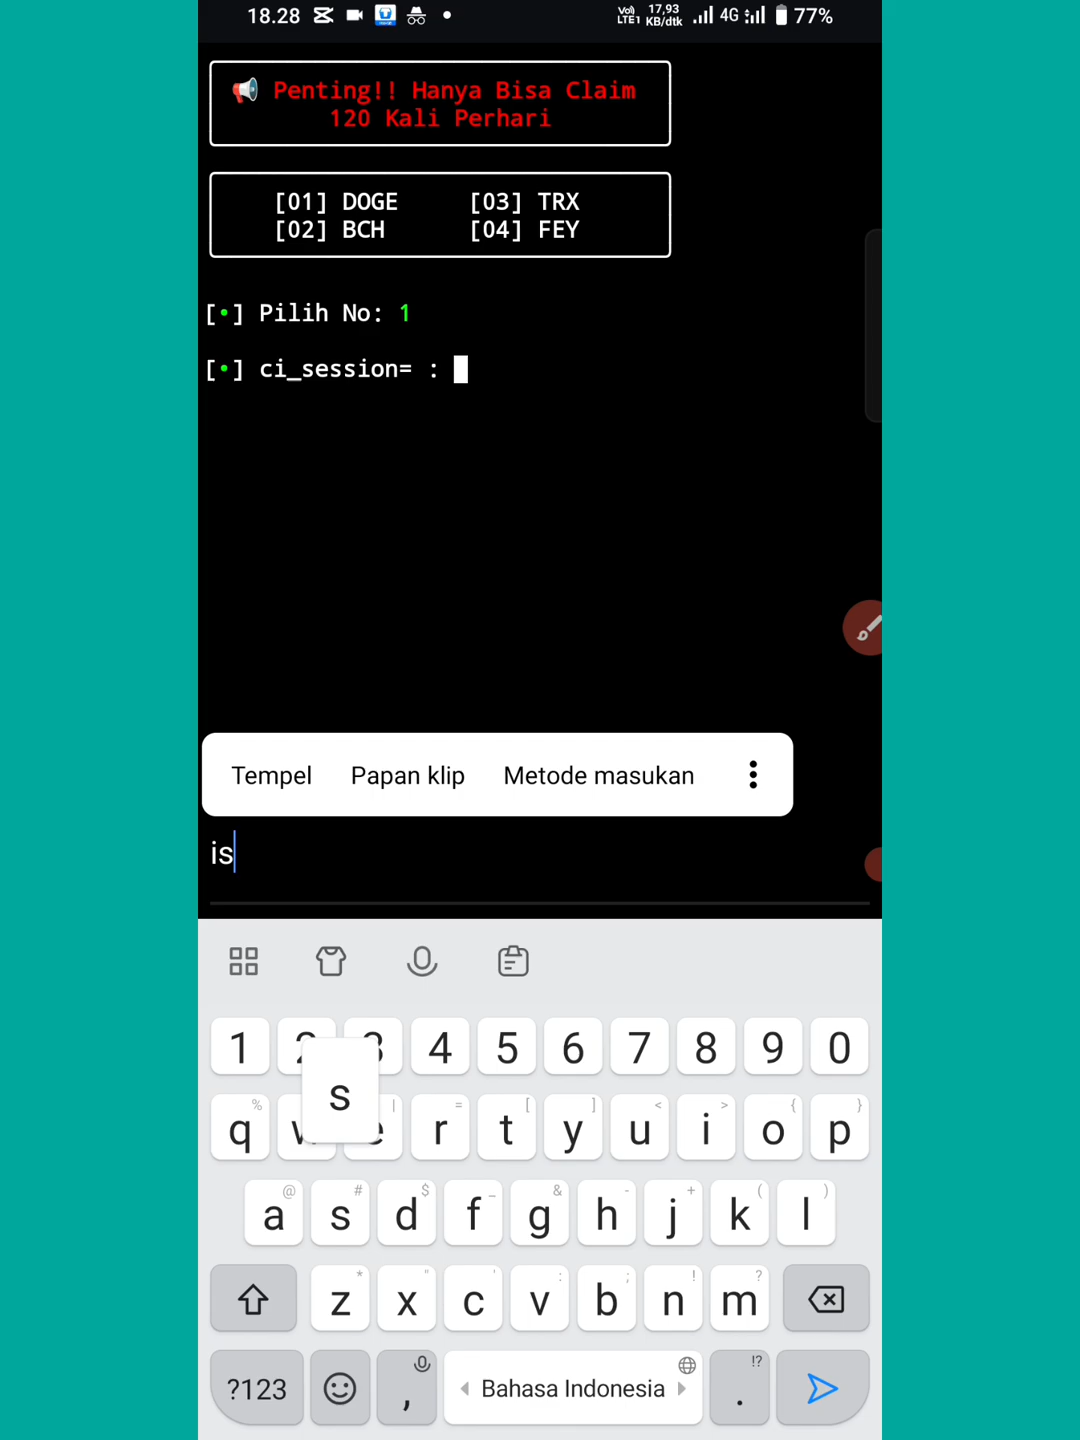 18.28 Vo) LTE1 17,93 KB/dtk 4G 77%
Penting!! Hanya Bisa Claim
120 Kali Perhari
[01] DOGE [03] TRX
[02] BCH [04] FEY
[•] Pilih No: 1
[•] ci_session= :
Tempel Papan klip Metode masukan
is
1 2 3 4 5 6 7 8 9 0
s
% | = [ ] < > { }
q w e r t y u i o p
@ # $ _ & - + ( )
a s d f g h j k l
* " ' : ; ! ?
z x c v b n m
?123 , Bahasa Indonesia !? .